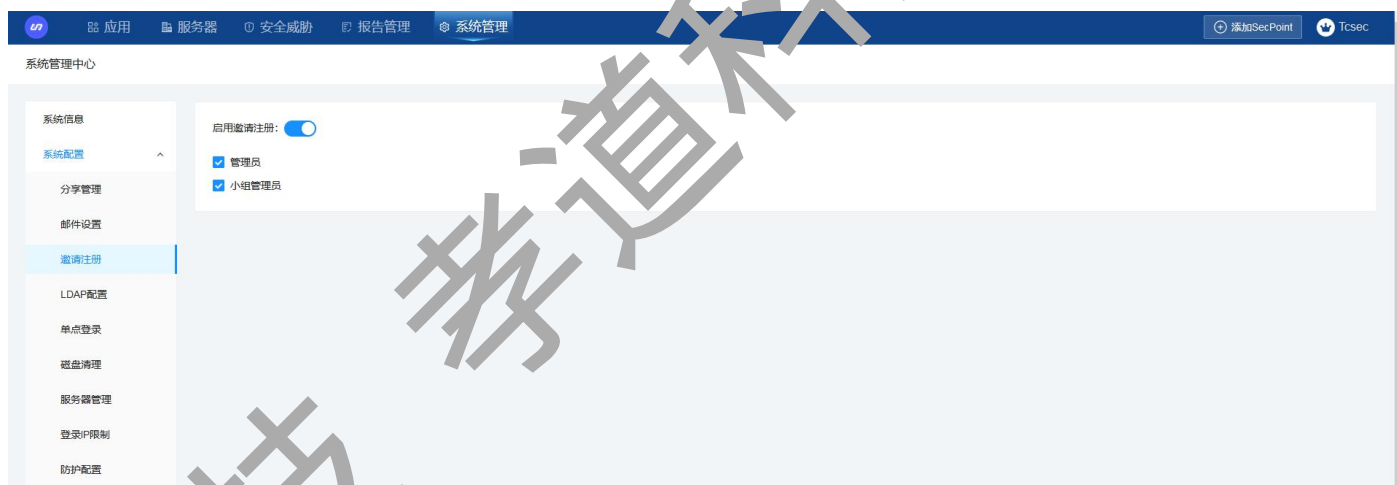 应用 服务器 安全威胁 报告管理 系统管理 添加SecPoint Tcsec
系统管理中心
系统信息
启用邀请注册:
系统配置
管理员
小组管理员
分享管理
邮件设置
邀请注册
LDAP配置
单点登录
磁盘清理
服务器管理
登录IP限制
防护配置
孝道科技